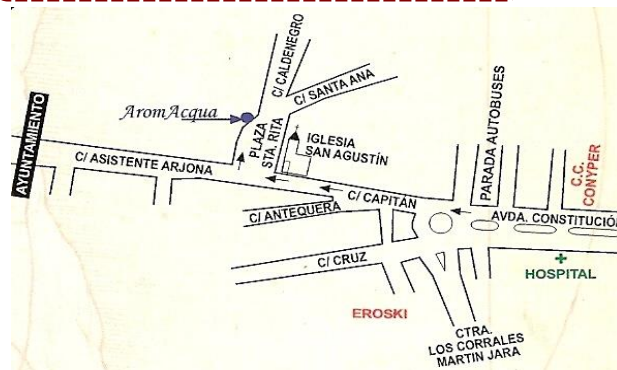 AYUNTAMIENTO
AromAcqua
C/ CALDENEGRO
C/ SANTA ANA
PLAZA
STA. RITA
IGLESIA
SAN AGUSTÍN
C/ ASISTENTE ARJONA
C/ CAPITÁN
C/ ANTEQUERA
C/ CRUZ
PARADA AUTOBUSES
C.C.
CONYPER
AVDA. CONSTITUCIÓN
HOSPITAL
EROSKI
CTRA.
LOS CORRALES
MARTIN JARA